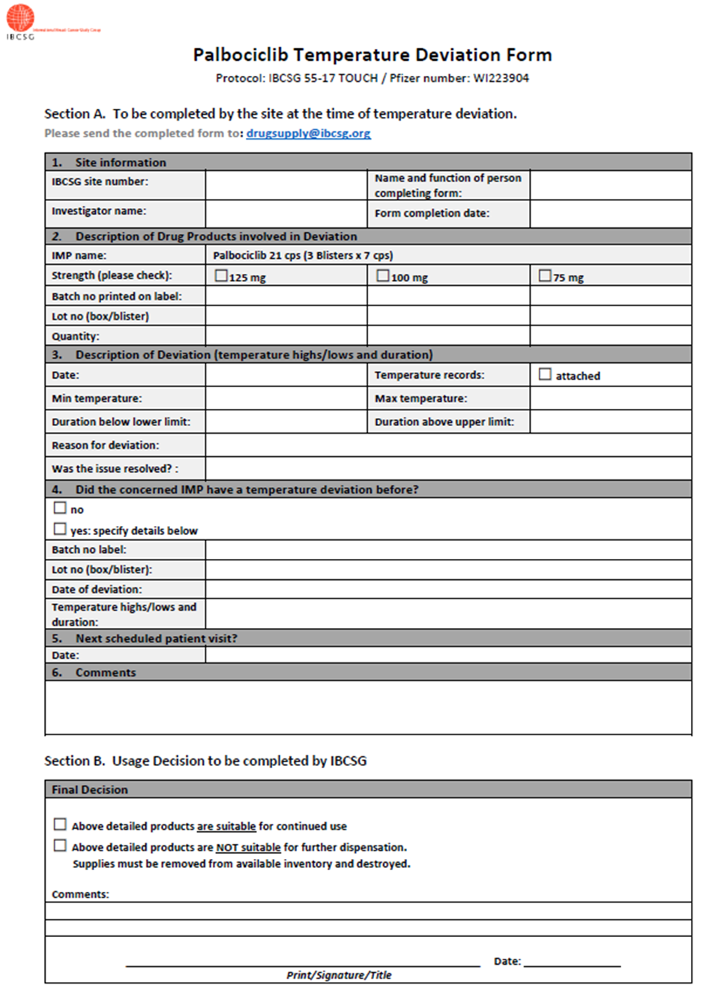 IBCSG International Breast Cancer Study Group
Palbociclib Temperature Deviation Form
Protocol: IBCSG 55-17 TOUCH / Pfizer number: WI223904
Section A. To be completed by the site at the time of temperature deviation.
Please send the completed form to: drugsupply@ibcsg.org
1. Site information
IBCSG site number:
Name and function of person
completing form:
Investigator name:
Form completion date:
2. Description of Drug Products involved in Deviation
IMP name:
Palbociclib 21 cps (3 Blisters x 7 cps)
Strength (please check):
125 mg
100 mg
75 mg
Batch no printed on label:
Lot no (box/blister)
Quantity:
3. Description of Deviation (temperature highs/lows and duration)
Date:
Temperature records:
attached
Min temperature:
Max temperature:
Duration below lower limit:
Duration above upper limit:
Reason for deviation:
Was the issue resolved? :
4. Did the concerned IMP have a temperature deviation before?
no
yes: specify details below
Batch no label:
Lot no (box/blister):
Date of deviation:
Temperature highs/lows and
duration:
5. Next scheduled patient visit?
Date:
6. Comments
Section B. Usage Decision to be completed by IBCSG
Final Decision
Above detailed products are suitable for continued use
Above detailed products are NOT suitable for further dispensation.
Supplies must be removed from available inventory and destroyed.
Comments:
Date:
Print/Signature/Title